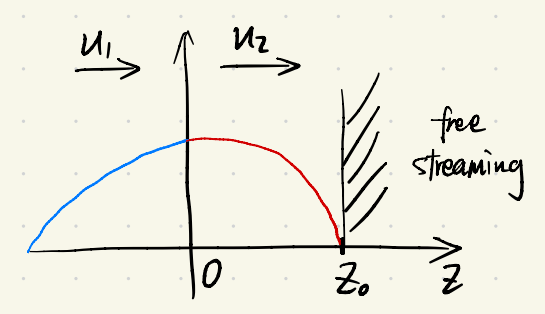 u₁
u₂
free
streaming
0
Z₀
Z